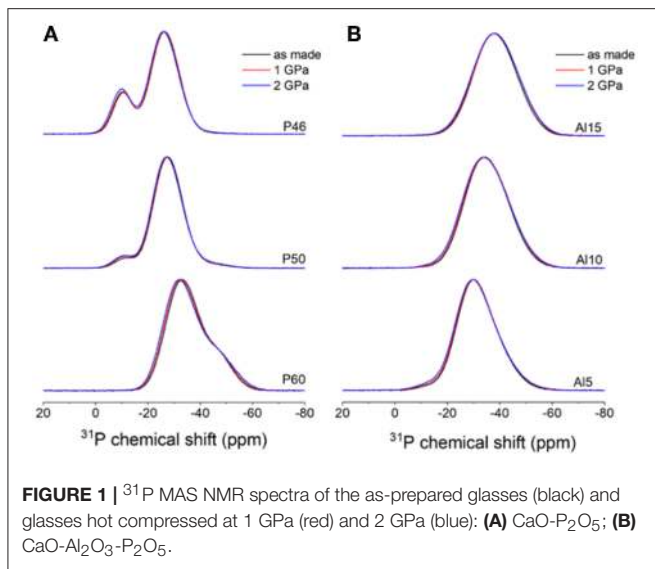 A
as made
1 GPa
2 GPa
P46
P50
P60
20 0 -20 -40 -60 -80
³¹P chemical shift (ppm)
B
as made
1 GPa
2 GPa
Al15
Al10
Al5
20 0 -20 -40 -60 -80
³¹P chemical shift (ppm)
FIGURE 1 | ³¹P MAS NMR spectra of the as-prepared glasses (black) and
glasses hot compressed at 1 GPa (red) and 2 GPa (blue): (A) CaO-P₂O₅; (B)
CaO-Al₂O₃-P₂O₅.